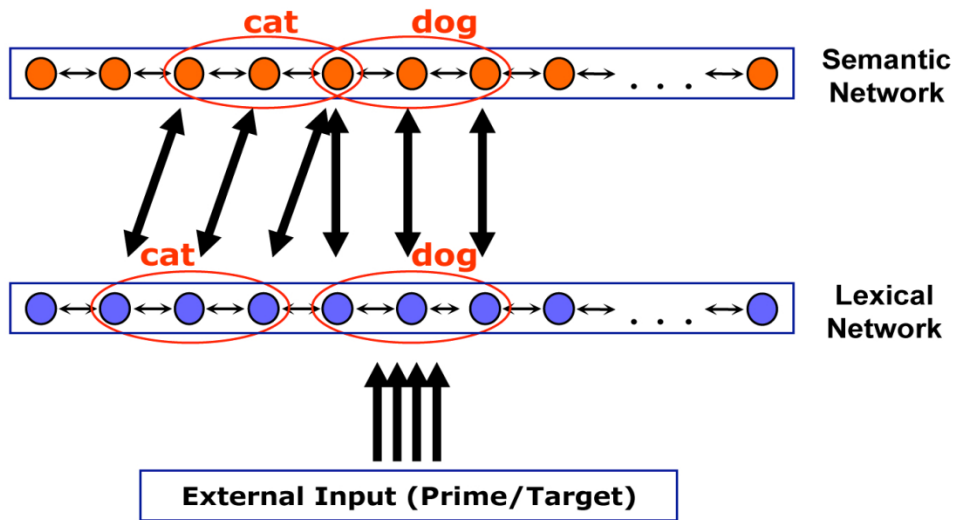 cat
dog
Semantic
Network
. . .
cat
dog
Lexical
Network
. . .
External Input (Prime/Target)